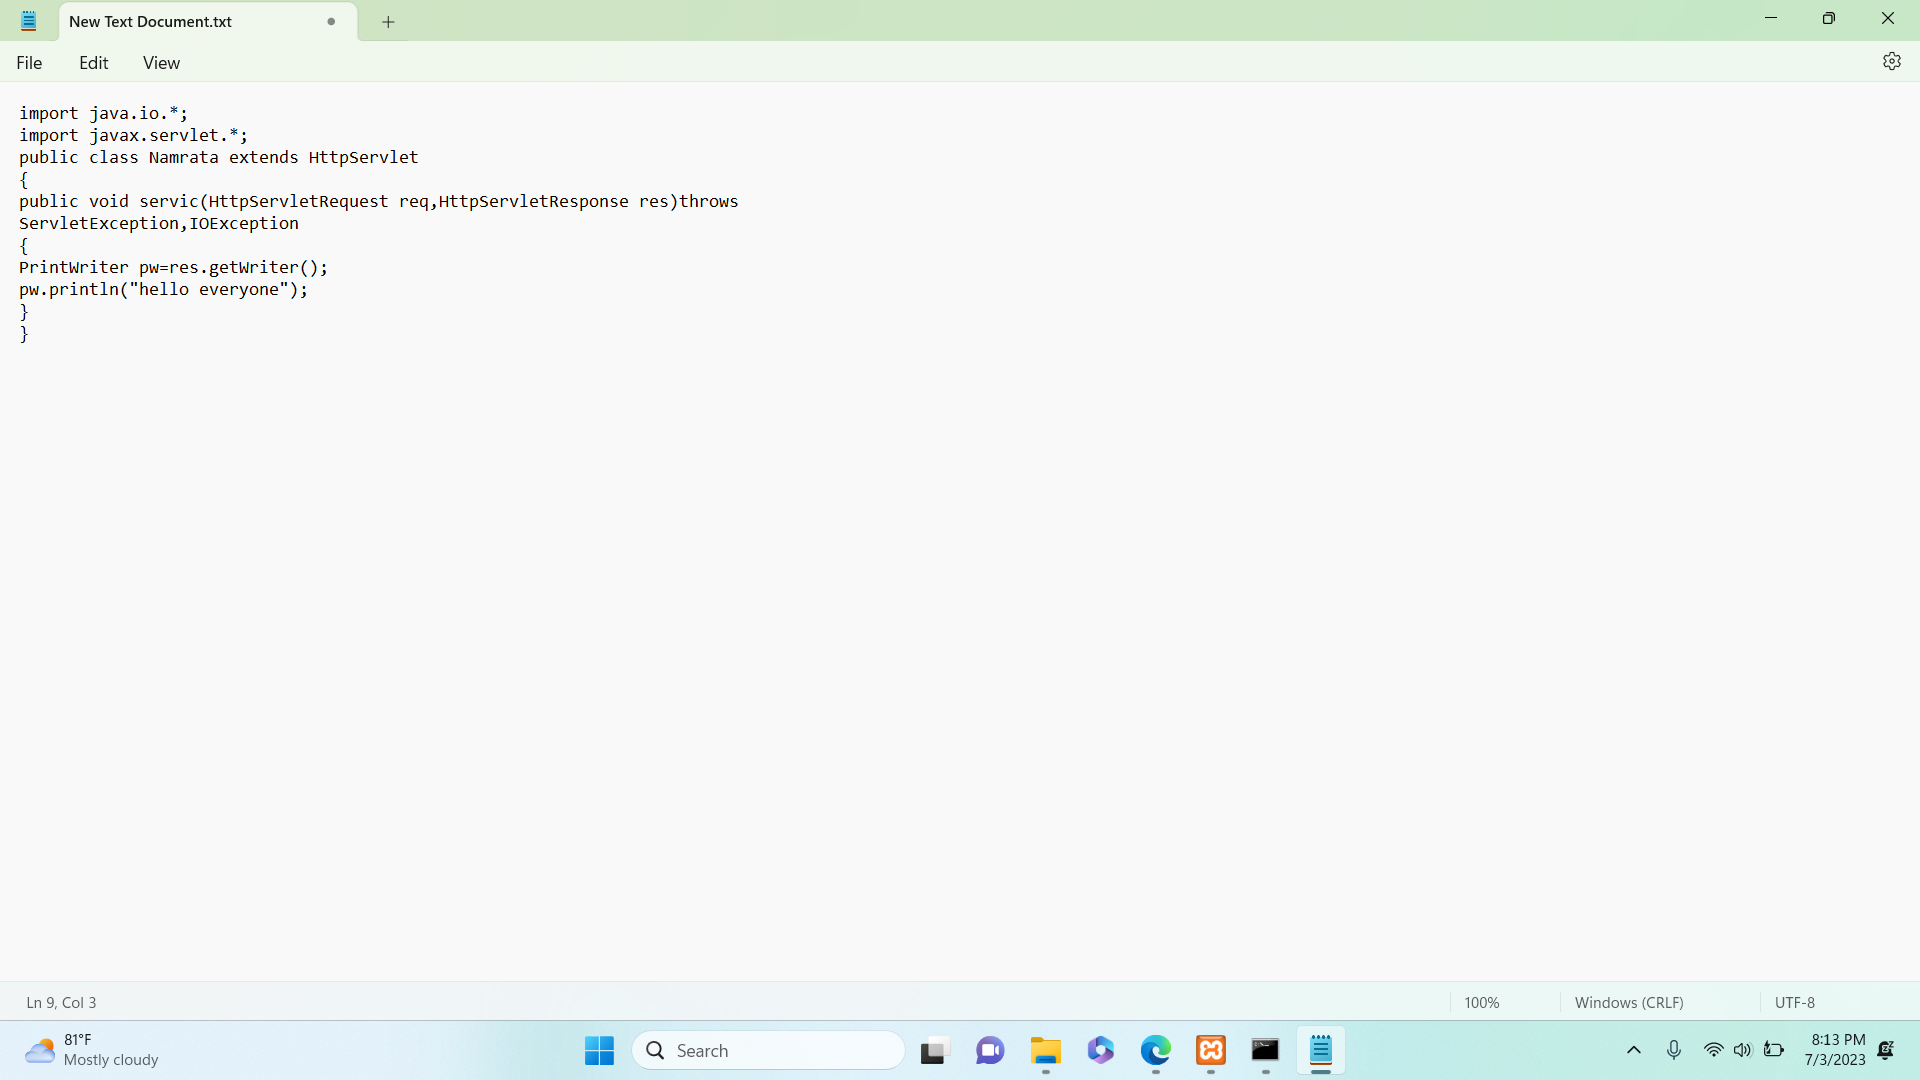 New Text Document.txt
File Edit View
import java.io.*;
import javax.servlet.*;
public class Namrata extends HttpServlet
{
public void servic(HttpServletRequest req,HttpServletResponse res)throws
ServletException,IOException
{
PrintWriter pw=res.getWriter();
pw.println("hello everyone");
}
}
Ln 9, Col 3 100% Windows (CRLF) UTF-8
81°F
Mostly cloudy
Search
8:13 PM
7/3/2023